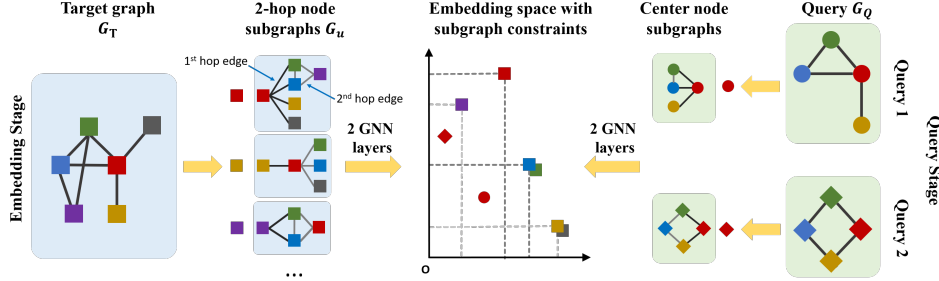 Target graph
G_T
2-hop node
subgraphs G_u
Embedding space with
subgraph constraints
Center node
subgraphs
Query G_Q
Embedding Stage
1st hop edge
2nd hop edge
2 GNN
layers
2 GNN
layers
O
...
Query 1
Query 2
Query Stage